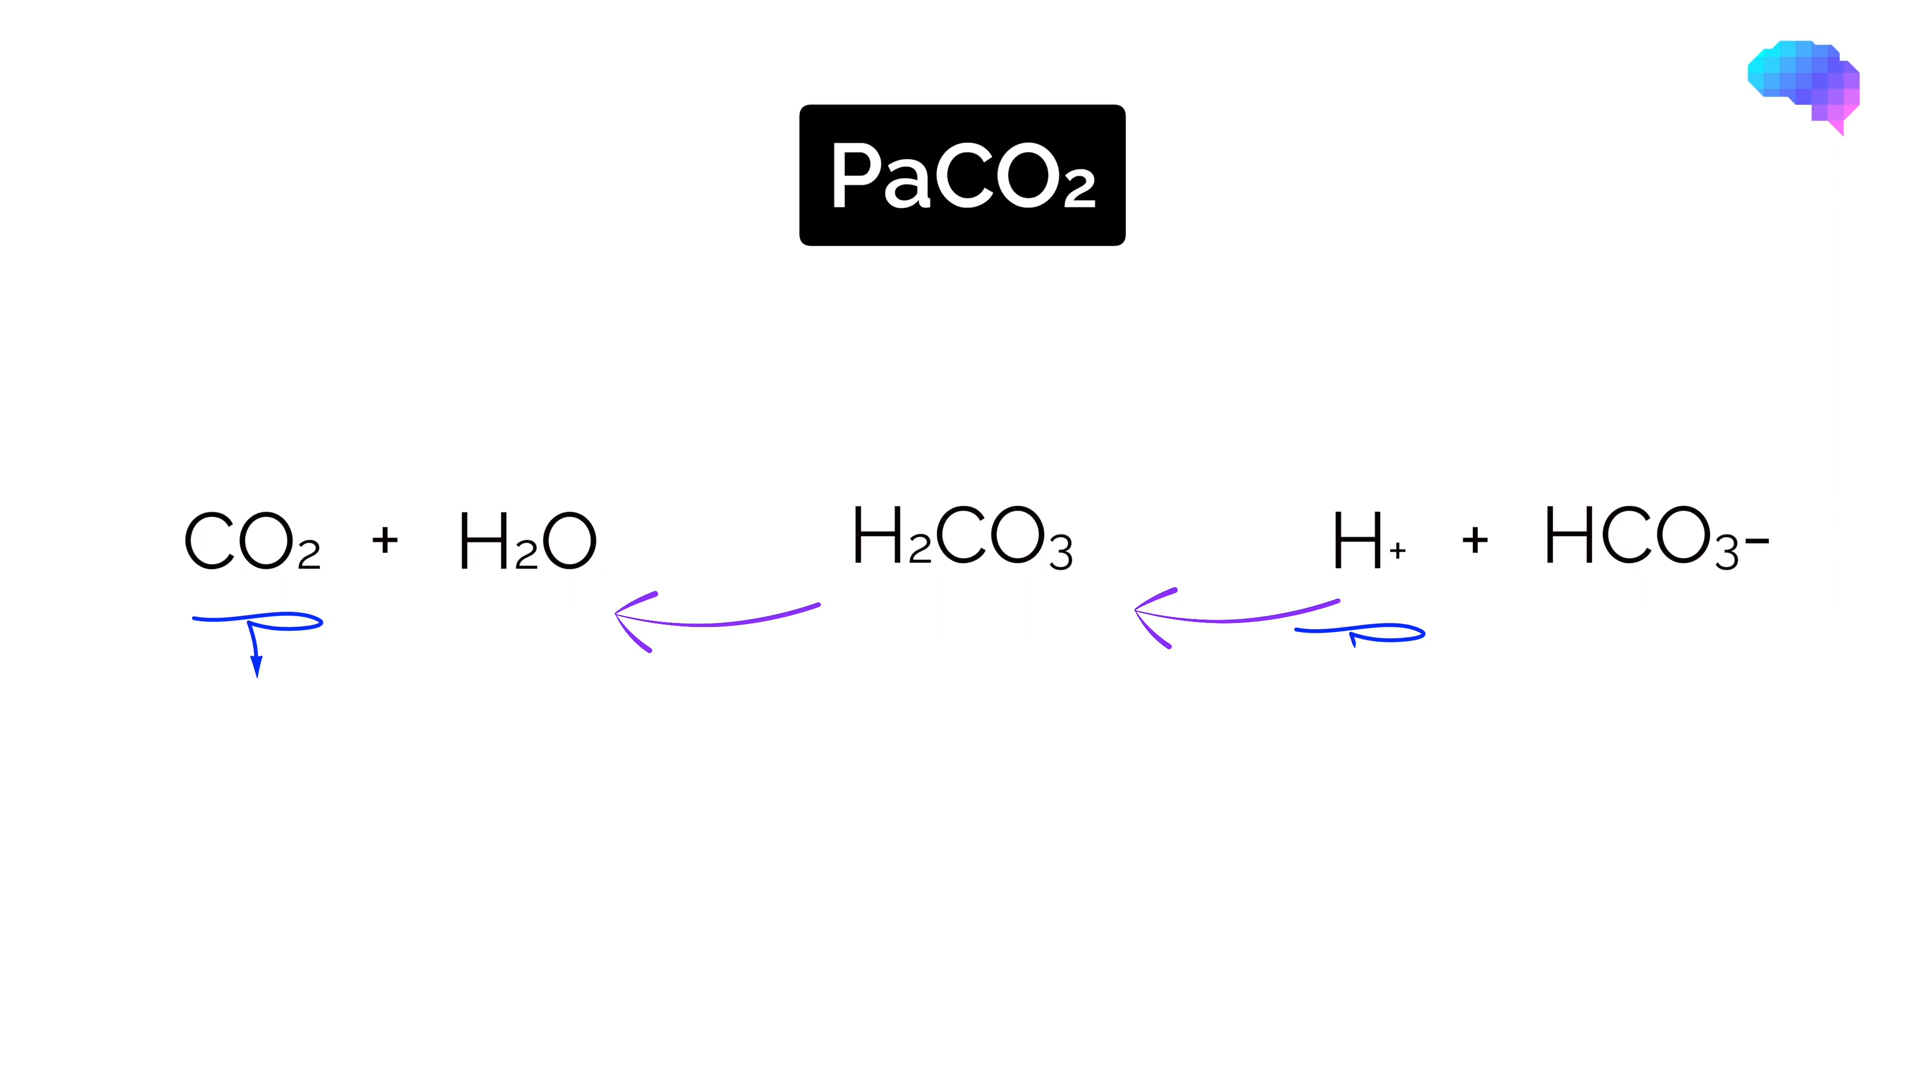 PaCO₂
CO₂ + H₂O H₂CO₃ H₊ + HCO₃-